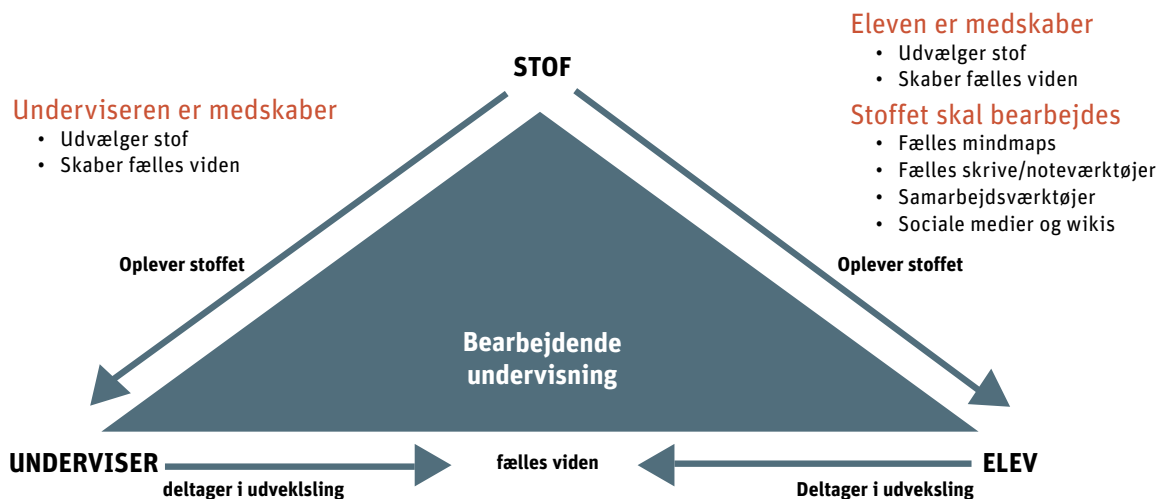 STOF
Underviseren er medskaber
• Udvælger stof
• Skaber fælles viden
Eleven er medskaber
• Udvælger stof
• Skaber fælles viden
Stoffet skal bearbejdes
• Fælles mindmaps
• Fælles skrive/noteværktøjer
• Samarbejdsværktøjer
• Sociale medier og wikis
Oplever stoffet
Oplever stoffet
Bearbejdende
undervisning
UNDERVISER
fælles viden
ELEV
deltager i udveklsling
Deltager i udveksling